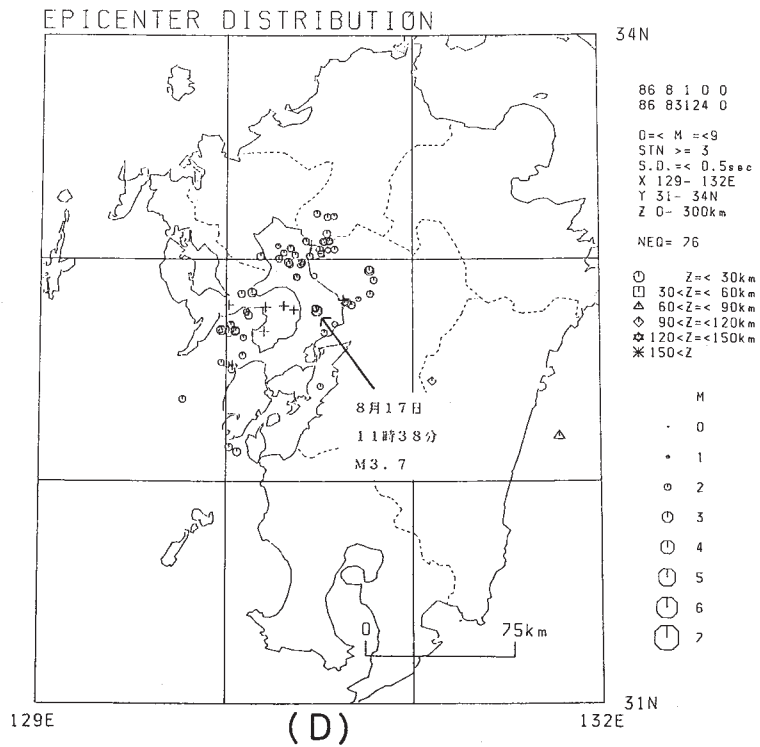 EPICENTER DISTRIBUTION
34N
86 8 1 0 0
86 83124 0
0=< M =<9
STN >= 3
S.D.=< 0.5sec
X 129- 132E
Y 31- 34N
Z 0- 300km
NEQ= 76
Z=< 30km
30<Z=< 60km
60<Z=< 90km
90<Z=<120km
120<Z=<150km
150<Z
M
0
1
2
3
4
5
6
7
8月17日
11時38分
M3.7
0 75km
31N
129E
132E
(D)